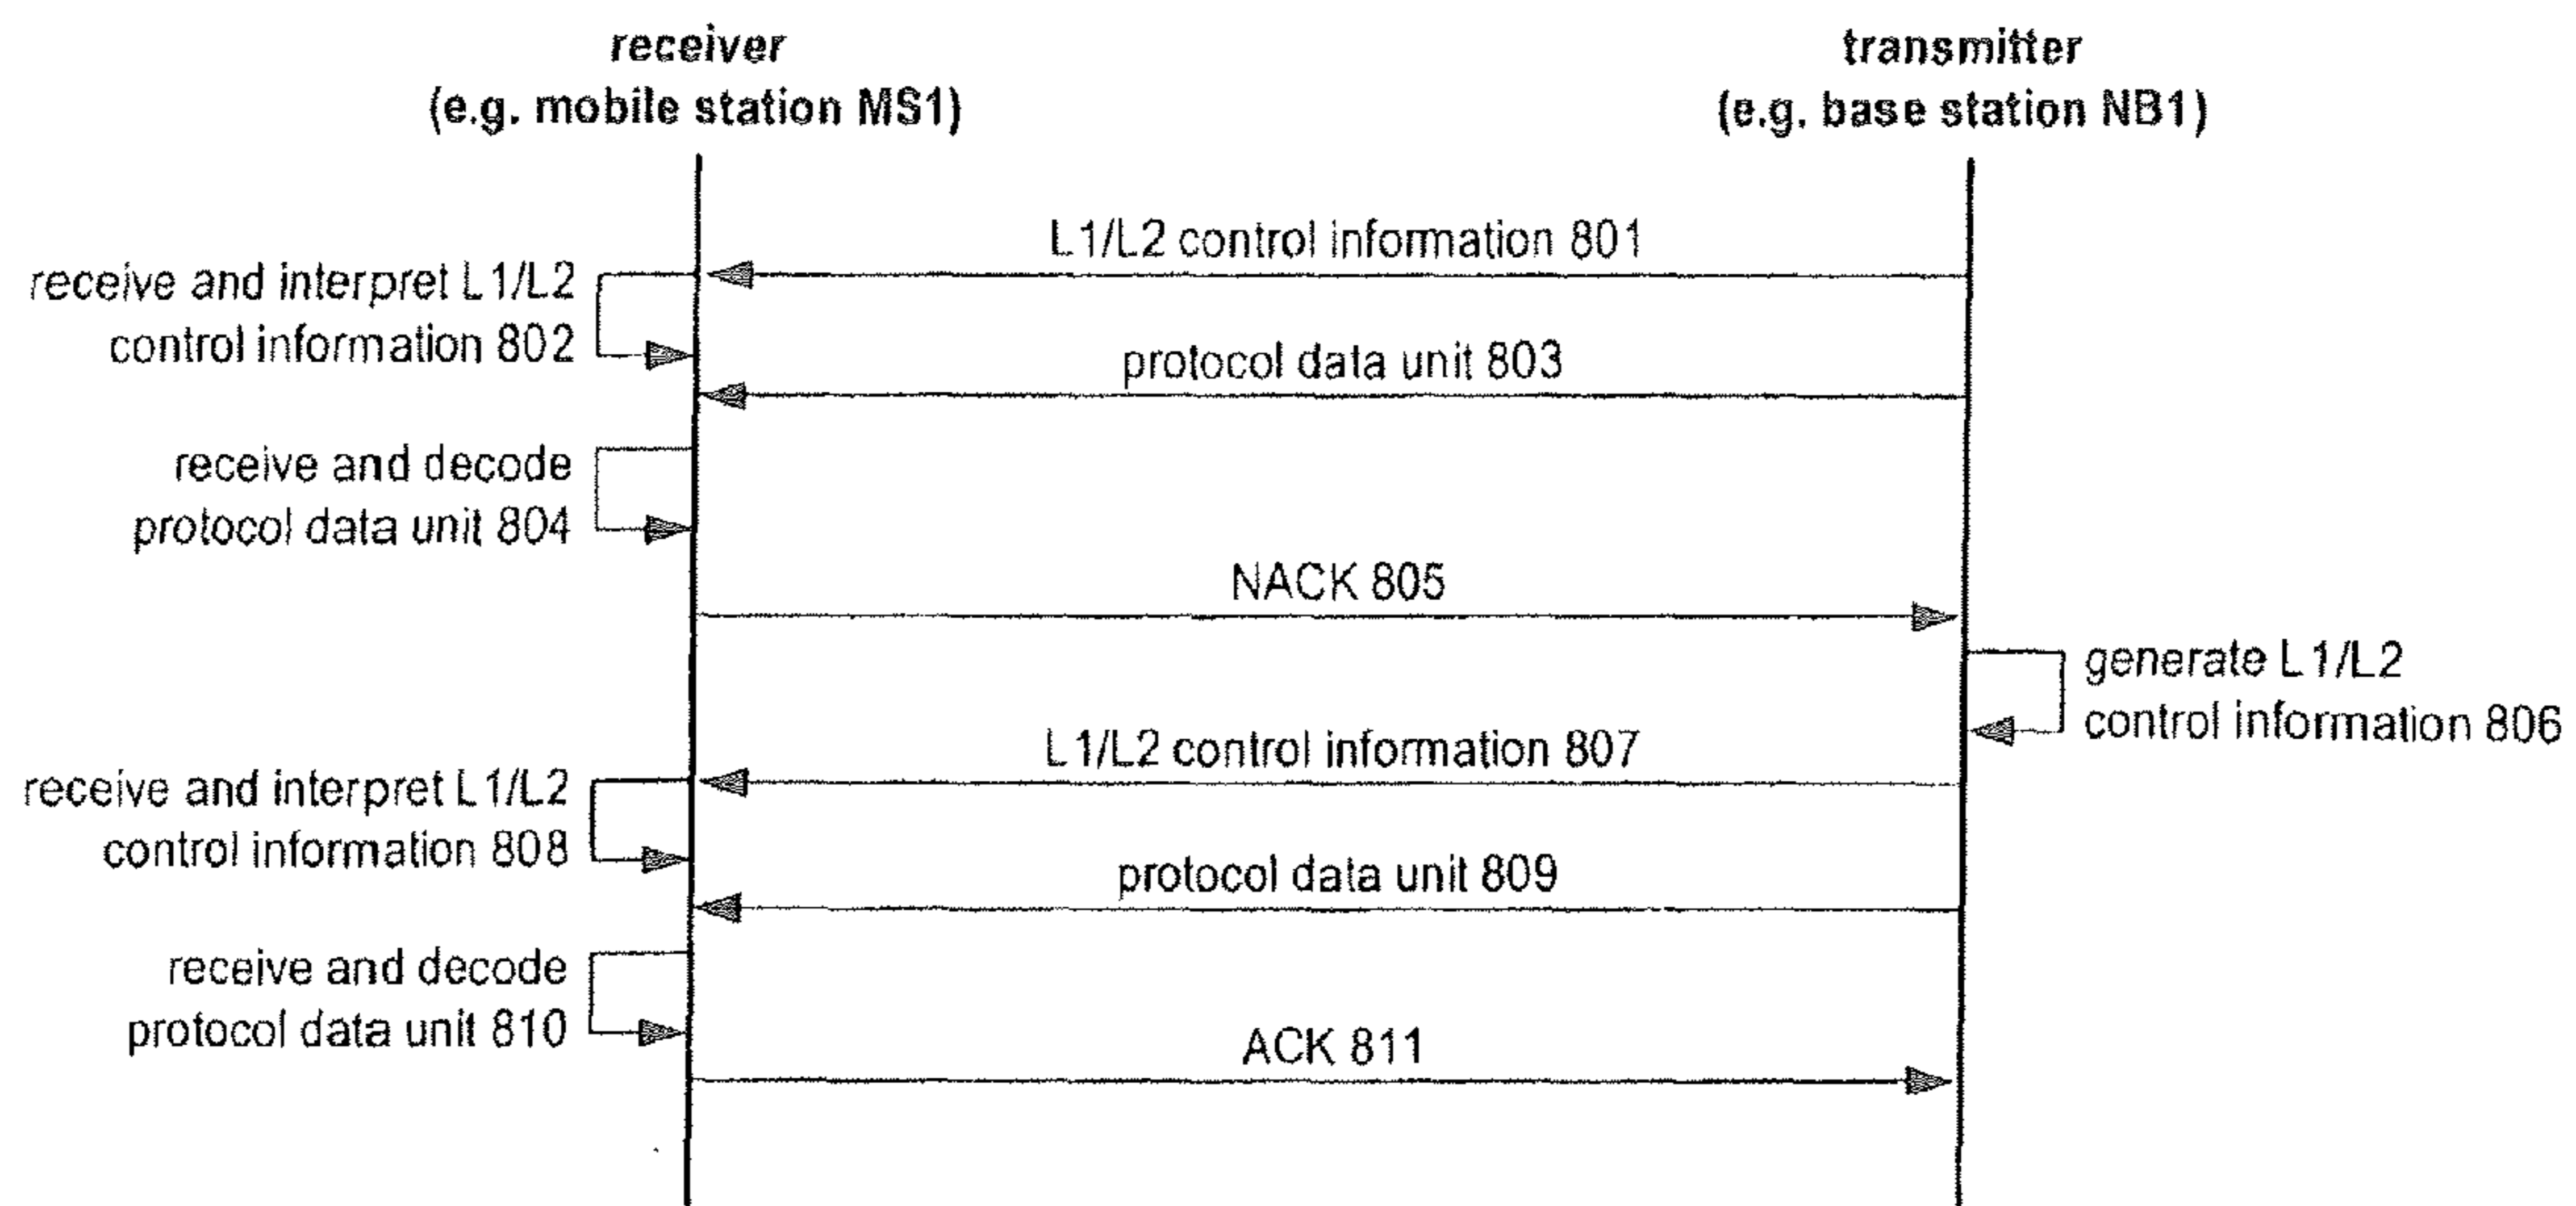 receiver
(e.g. mobile station MS1)
transmitter
(e.g. base station NB1)
L1/L2 control information 801
receive and interpret L1/L2
control information 802
protocol data unit 803
receive and decode
protocol data unit 804
NACK 805
generate L1/L2
control information 806
L1/L2 control information 807
receive and interpret L1/L2
control information 808
protocol data unit 809
receive and decode
protocol data unit 810
ACK 811